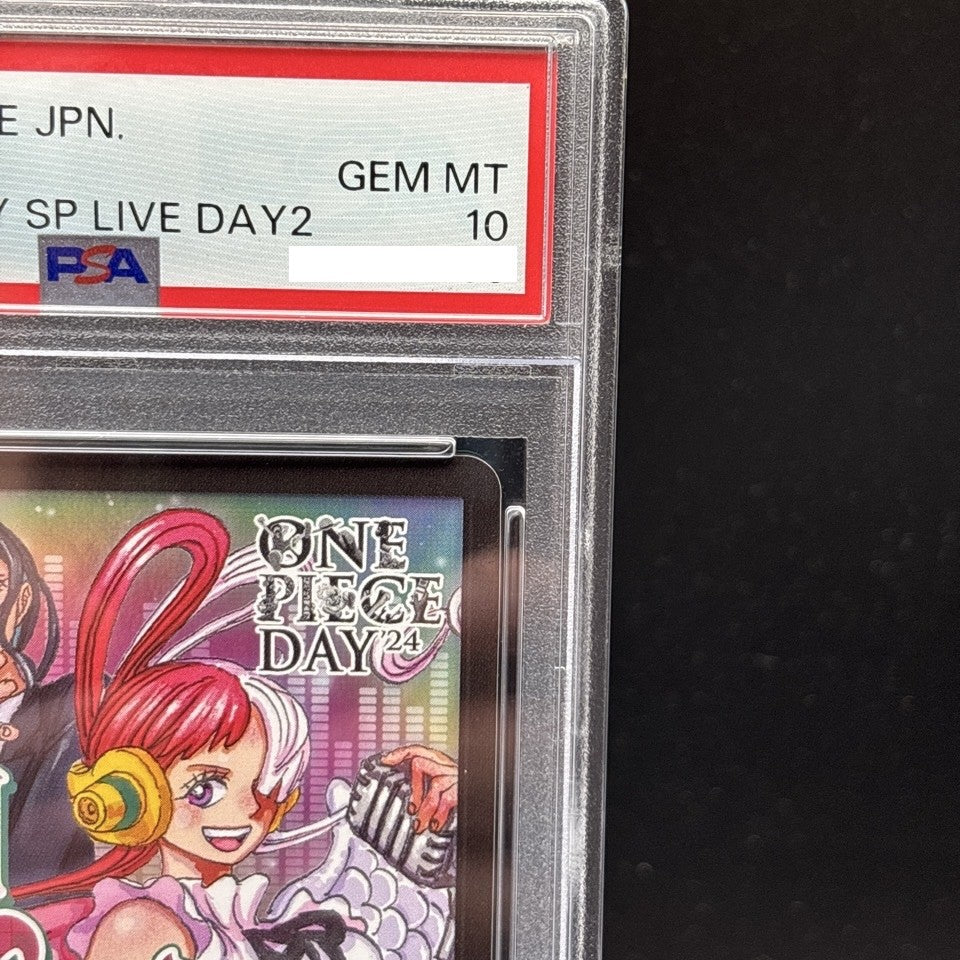 E JPN.
GEM MT
Y SP LIVE DAY2
10
PSA
ONE
PIECE
DAY'24